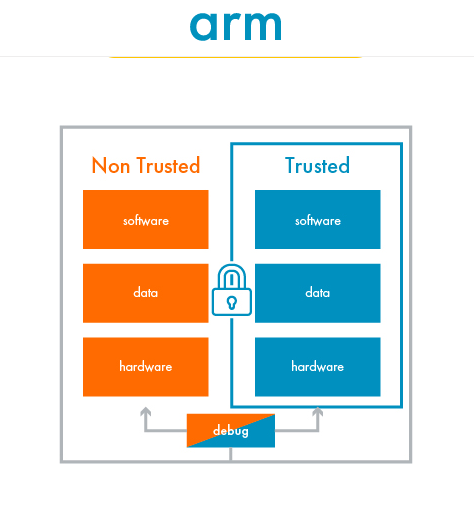 arm
Non Trusted
Trusted
software
software
data
data
hardware
hardware
debug